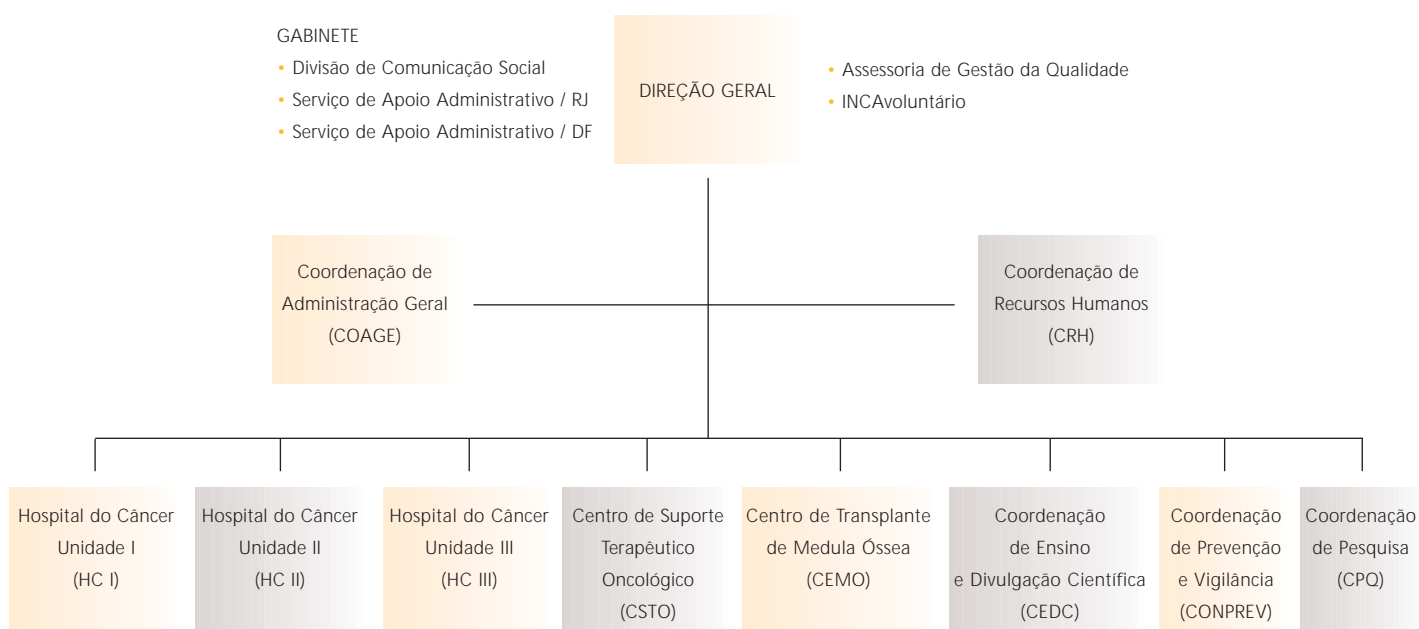 GABINETE
• Divisão de Comunicação Social
• Serviço de Apoio Administrativo / RJ
• Serviço de Apoio Administrativo / DF
DIREÇÃO GERAL
• Assessoria de Gestão da Qualidade
• INCAvoluntário
Coordenação de
Administração Geral
(COAGE)
Coordenação de
Recursos Humanos
(CRH)
Hospital do Câncer
Unidade I
(HC I)
Hospital do Câncer
Unidade II
(HC II)
Hospital do Câncer
Unidade III
(HC III)
Centro de Suporte
Terapêutico
Oncológico
(CSTO)
Centro de Transplante
de Medula Óssea
(CEMO)
Coordenação
de Ensino
e Divulgação Científica
(CEDC)
Coordenação
de Prevenção
e Vigilância
(CONPREV)
Coordenação
de Pesquisa
(CPQ)